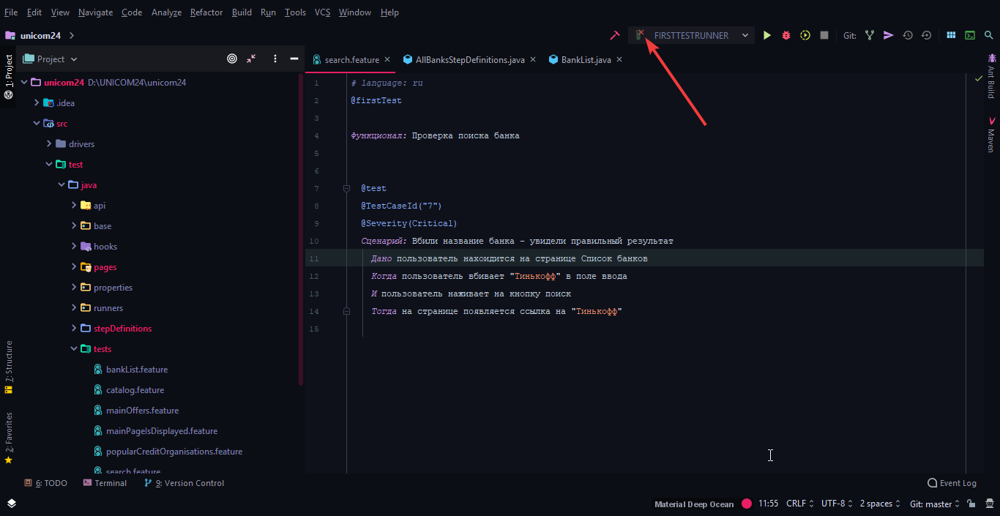 File Edit View Navigate Code Analyze Refactor Build Run Tools VCS Window Help
unicom24
FIRSTTESTRUNNER
Git:
1: Project
Project
search.feature
AllBanksStepDefinitions.java
BankList.java
Ant Build
Maven
unicom24 D:\UNICOM24\unicom24
.idea
src
drivers
test
java
api
base
hooks
pages
properties
runners
stepDefinitions
tests
bankList.feature
catalog.feature
mainOffers.feature
mainPageIsDisplayed.feature
popularCreditOrganisations.feature
search.feature
7: Structure
2: Favorites
1 # language: ru
2 @firstTest
3
4 Функционал: Проверка поиска банка
5
6
7 @test
8 @TestCaseId("7")
9 @Severity(Critical)
10 Сценарий: Вбили название банка - увидели правильный результат
11 Дано пользователь нахоидится на странице Список банков
12 Когда пользователь вбивает "Тинькофф" в поле ввода
13 И пользователь наживает на кнопку поиск
14 Тогда на странице появляется ссылка на "Тинькофф"
15
6: TODO Terminal 9: Version Control Event Log
Material Deep Ocean 11:55 CRLF UTF-8 2 spaces Git: master